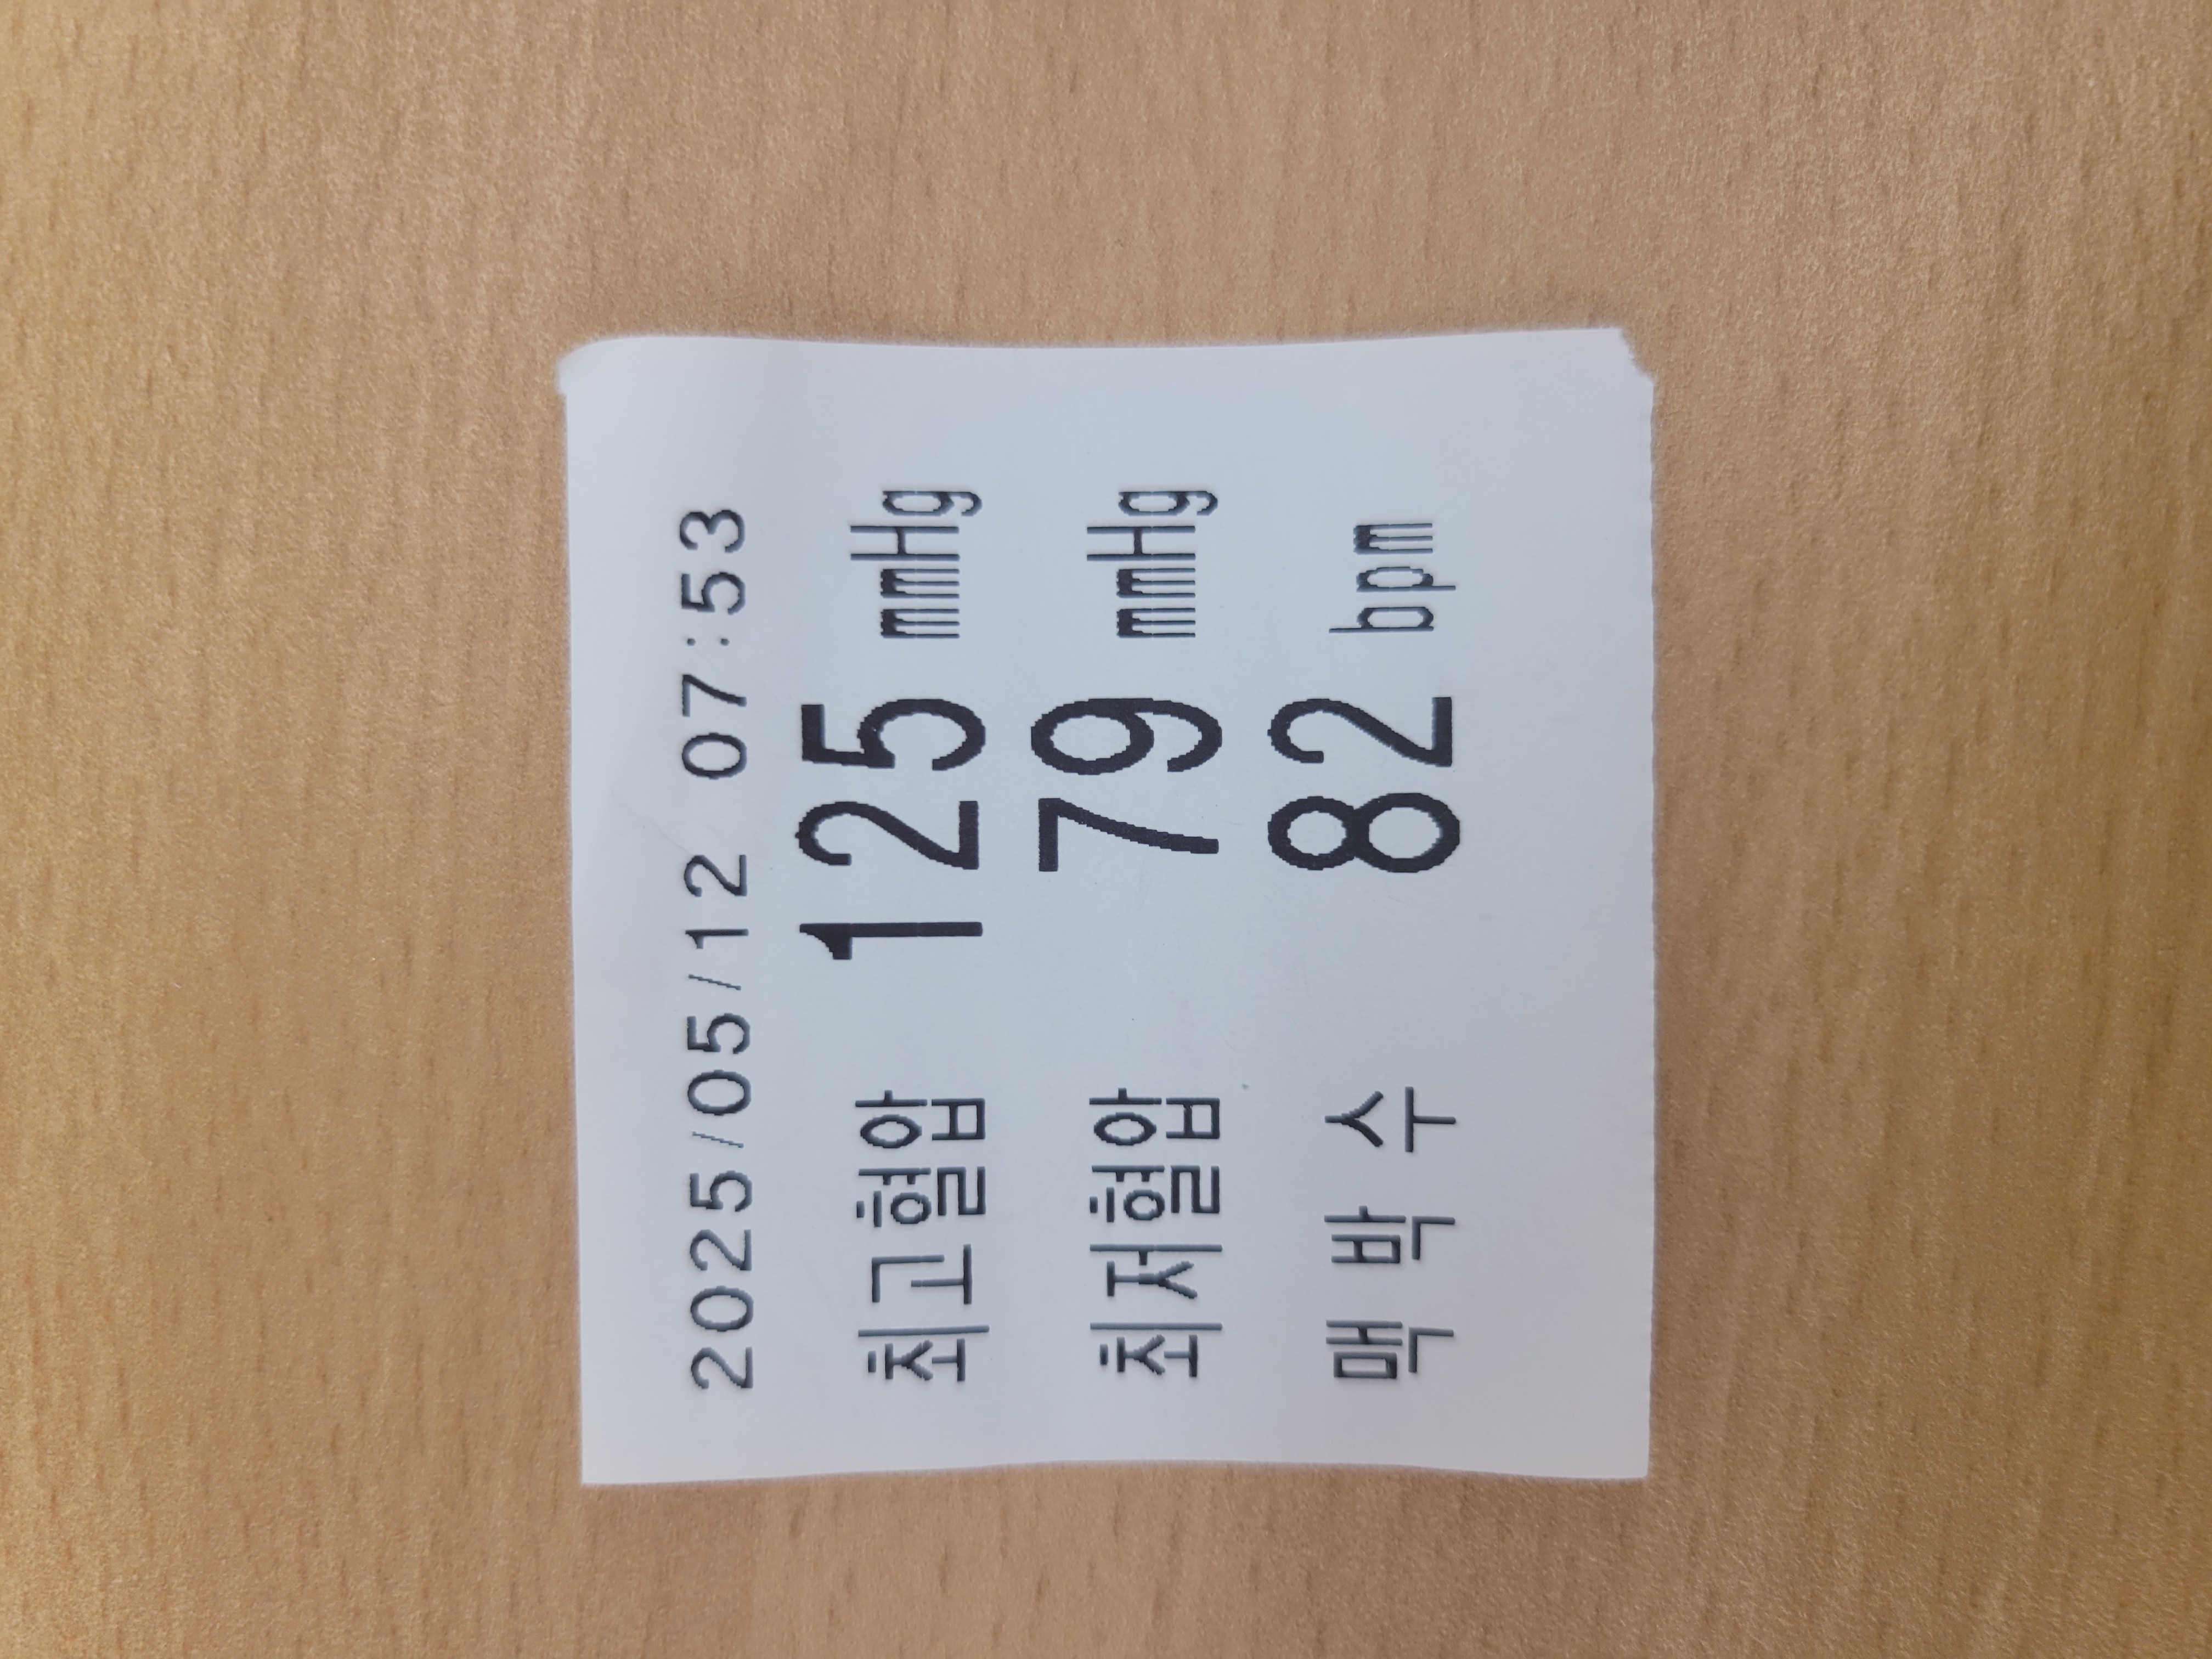 2025/05/12 07:53
최고혈압 125 mmHg
최저혈압 79 mmHg
맥 박 수 82 bpm